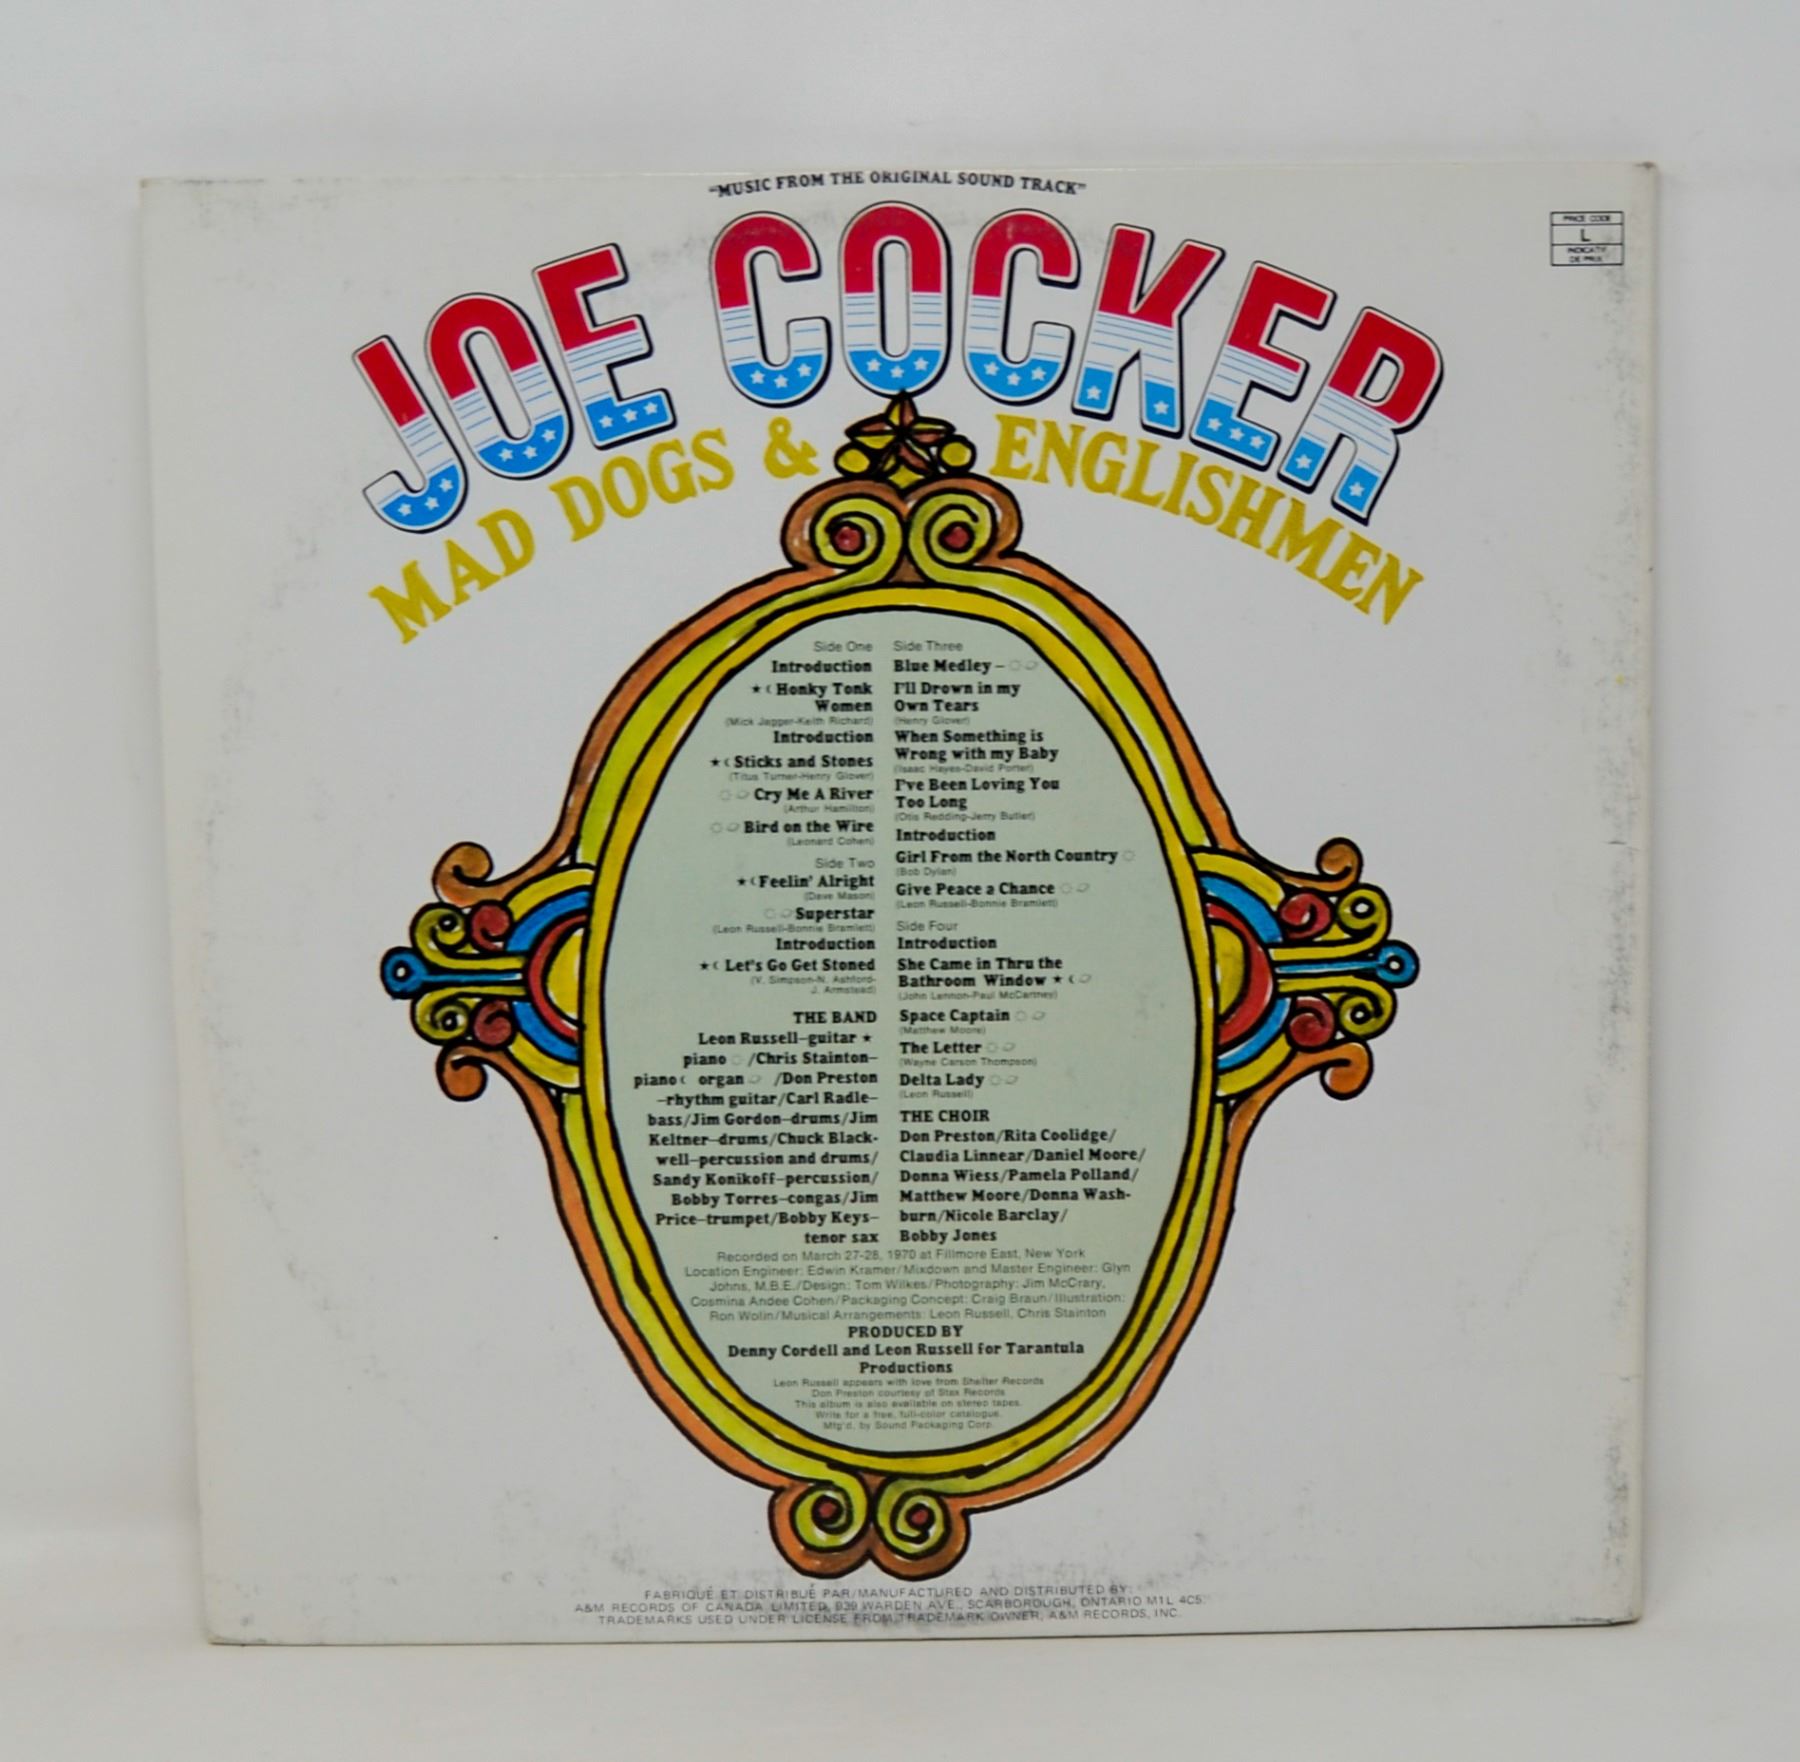 "MUSIC FROM THE ORIGINAL SOUND TRACK"
PRICE CODE
L
INDICATIF
DE PRIX
JOE COCKER
MAD DOGS & ENGLISHMEN
Side One
Introduction
★☾Honky Tonk
Women
(Mick Jagger-Keith Richard)
Introduction
★☾Sticks and Stones
(Titus Turner-Henry Glover)
Cry Me A River
(Arthur Hamilton)
Bird on the Wire
(Leonard Cohen)
Side Two
★☾Feelin' Alright
(Dave Mason)
Superstar
(Leon Russell-Bonnie Bramlett)
Introduction
★☾Let's Go Get Stoned
(V. Simpson-N. Ashford-
J. Armstead)
THE BAND
Leon Russell–guitar ★
piano /Chris Stainton–
piano☾ organ /Don Preston
–rhythm guitar/Carl Radle–
bass/Jim Gordon–drums/Jim
Keltner–drums/Chuck Black-
well–percussion and drums/
Sandy Konikoff–percussion/
Bobby Torres–congas/Jim
Price–trumpet/Bobby Keys–
tenor sax
Side Three
Blue Medley –
I'll Drown in my
Own Tears
(Henry Glover)
When Something is
Wrong with my Baby
(Isaac Hayes-David Porter)
I've Been Loving You
Too Long
(Otis Redding-Jerry Butler)
Introduction
Girl From the North Country
(Bob Dylan)
Give Peace a Chance
(Leon Russell-Bonnie Bramlett)
Side Four
Introduction
She Came in Thru the
Bathroom Window ★☾
(John Lennon-Paul McCartney)
Space Captain
(Matthew Moore)
The Letter
(Wayne Carson Thompson)
Delta Lady
(Leon Russell)
THE CHOIR
Don Preston/Rita Coolidge/
Claudia Linnear/Daniel Moore/
Donna Wiess/Pamela Polland/
Matthew Moore/Donna Wash-
burn/Nicole Barclay/
Bobby Jones
Recorded on March 27-28, 1970 at Fillmore East, New York
Location Engineer: Edwin Kramer/Mixdown and Master Engineer: Glyn
Johns, M.B.E./Design: Tom Wilkes/Photography: Jim McCrary,
Cosmina Andee Cohen/Packaging Concept: Craig Braun/Illustration:
Ron Wolin/Musical Arrangements: Leon Russell, Chris Stainton
PRODUCED BY
Denny Cordell and Leon Russell for Tarantula
Productions
Leon Russell appears with love from Shelter Records
Don Preston courtesy of Stax Records
This album is also available on stereo tapes.
Write for a free, full-color catalogue.
Mfg'd. by Sound Packaging Corp.
FABRIQUÉ ET DISTRIBUÉ PAR/MANUFACTURED AND DISTRIBUTED BY:
A&M RECORDS OF CANADA LIMITED, 939 WARDEN AVE., SCARBOROUGH, ONTARIO M1L 4C5.
TRADEMARKS USED UNDER LICENSE FROM TRADEMARK OWNER, A&M RECORDS, INC.